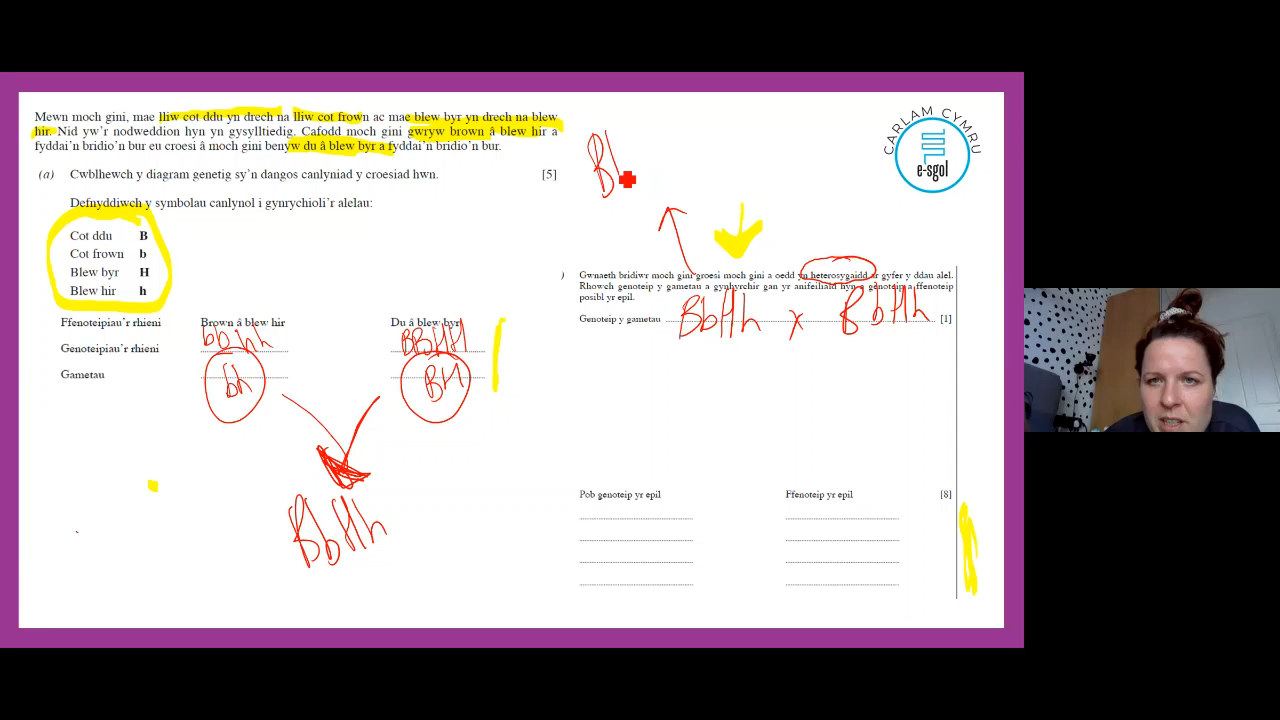 Mewn moch gini, mae lliw cot ddu yn drech na lliw cot frown ac mae blew byr yn drech na blew
hir. Nid yw'r nodweddion hyn yn gysylltiedig. Cafodd moch gini gwryw brown â blew hir a
fyddai'n bridio'n bur eu croesi â moch gini benyw du â blew byr a fyddai'n bridio'n bur.
(a) Cwblhewch y diagram genetig sy'n dangos canlyniad y croesiad hwn. [5]
Defnyddiwch y symbolau canlynol i gynrychioli'r alelau:
Cot ddu B
Cot frown b
Blew byr H
Blew hir h
Ffenoteipiau'r rhieni Brown â blew hir Du â blew byr
Genoteipiau'r rhieni bbhh BBHH
Gametau bh BH
BbHh
B
) Gwnaeth bridiwr moch gini groesi moch gini a oedd yn heterosygaidd ar gyfer y ddau alel.
Rhowch genoteip y gametau a gynhyrchir gan yr anifeiliaid hyn a genoteip a ffenoteip
posibl yr epil.
Genoteip y gametau BbHh x BbHh [1]
Pob genoteip yr epil Ffenoteip yr epil [8]
CARLAM CYMRU
e-sgol